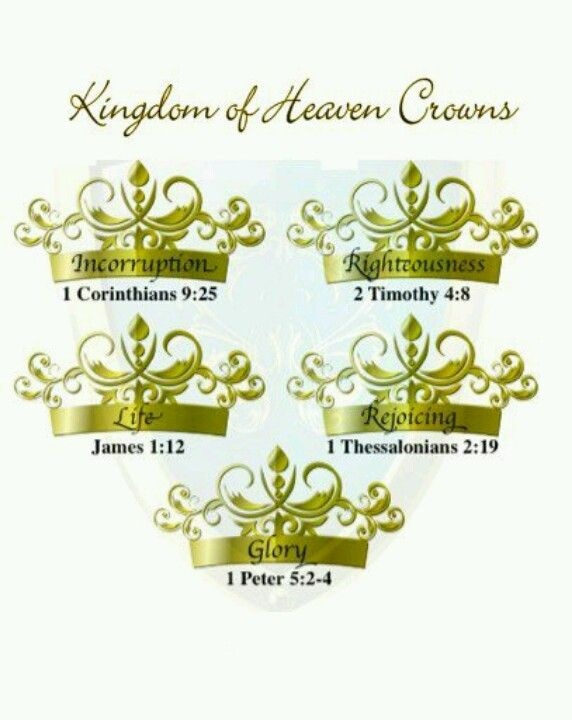 Kingdom of Heaven Crowns
Incorruption
1 Corinthians 9:25
Righteousness
2 Timothy 4:8
Life
James 1:12
Rejoicing
1 Thessalonians 2:19
Glory
1 Peter 5:2-4